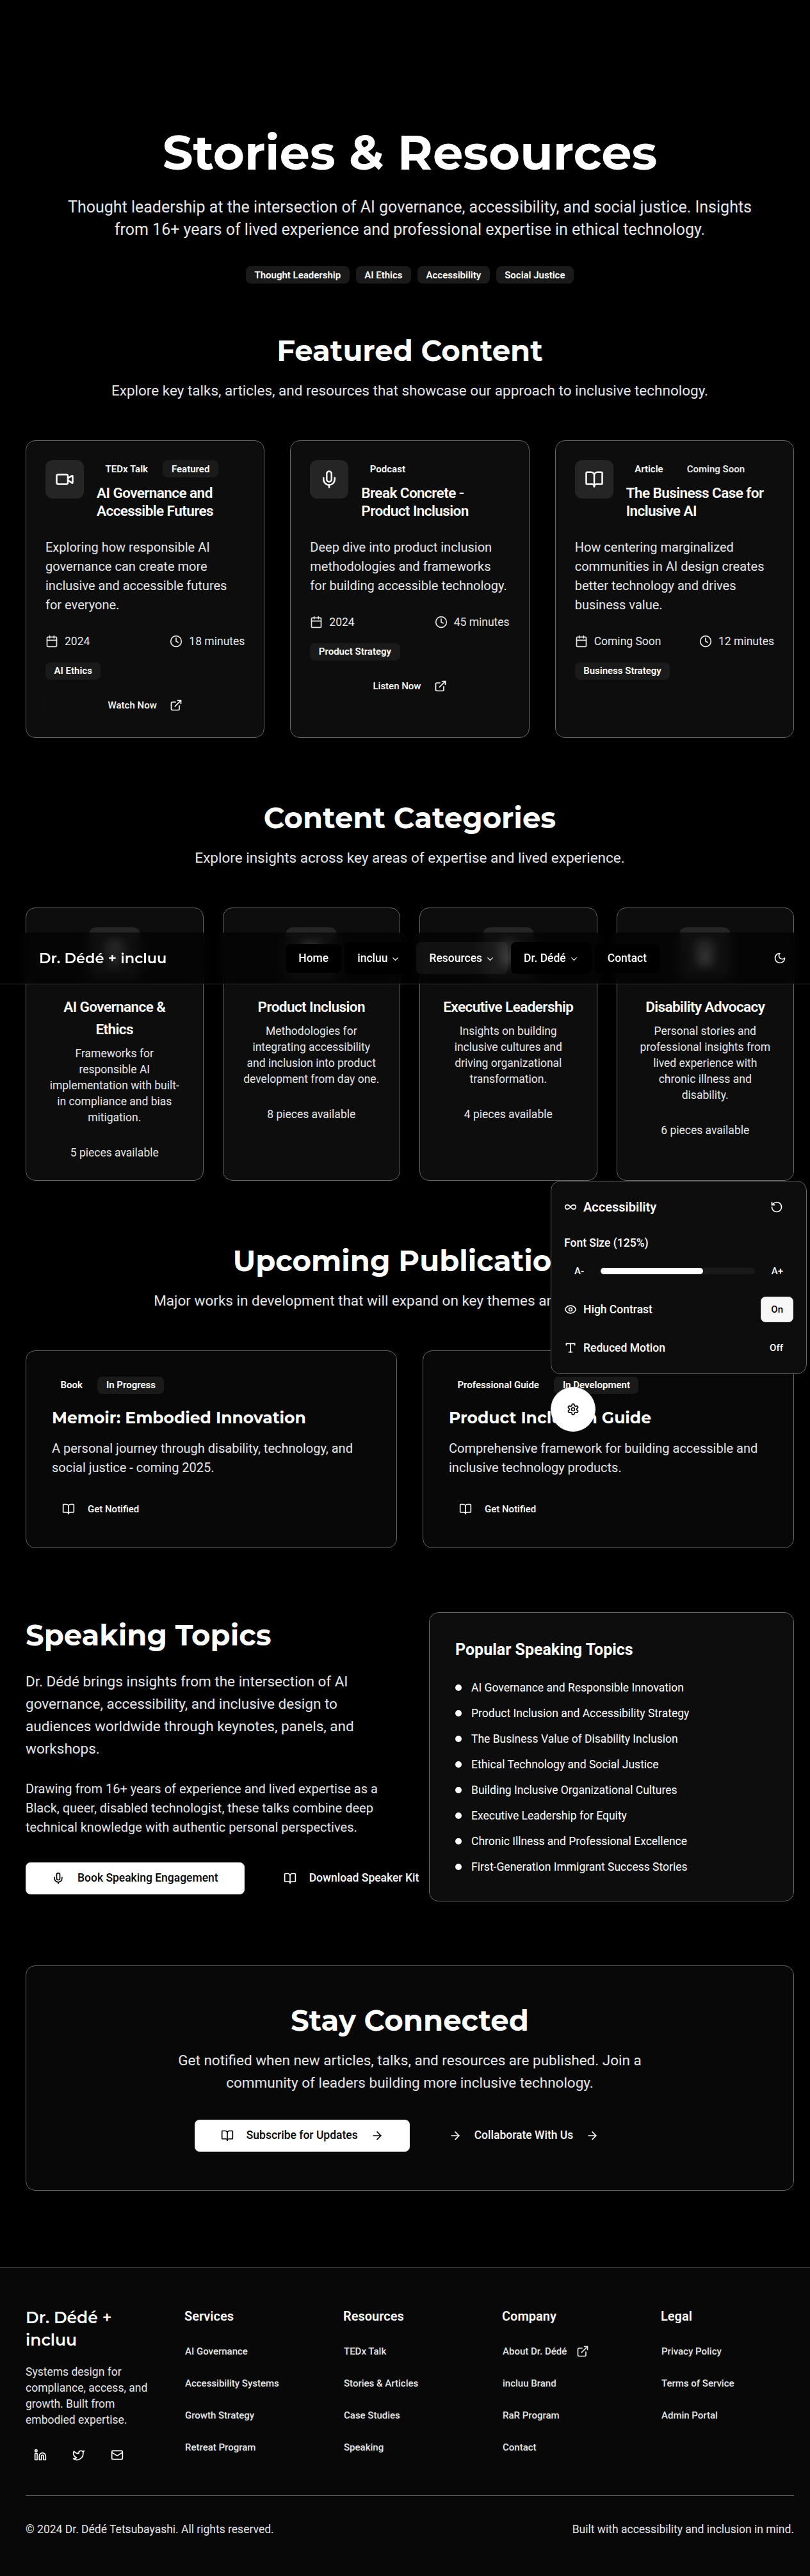 Stories & Resources
Thought leadership at the intersection of AI governance, accessibility, and social justice. Insights
from 16+ years of lived experience and professional expertise in ethical technology.
Thought Leadership
AI Ethics
Accessibility
Social Justice
Featured Content
Explore key talks, articles, and resources that showcase our approach to inclusive technology.
TEDx Talk
Featured
AI Governance and
Accessible Futures
Exploring how responsible AI
governance can create more
inclusive and accessible futures
for everyone.
2024
18 minutes
AI Ethics
Watch Now
Podcast
Break Concrete -
Product Inclusion
Deep dive into product inclusion
methodologies and frameworks
for building accessible technology.
2024
45 minutes
Product Strategy
Listen Now
Article
Coming Soon
The Business Case for
Inclusive AI
How centering marginalized
communities in AI design creates
better technology and drives
business value.
Coming Soon
12 minutes
Business Strategy
Content Categories
Explore insights across key areas of expertise and lived experience.
Dr. Dédé + incluu
Home
incluu
Resources
Dr. Dédé
Contact
AI Governance &
Ethics
Frameworks for
responsible AI
implementation with built-
in compliance and bias
mitigation.
5 pieces available
Product Inclusion
Methodologies for
integrating accessibility
and inclusion into product
development from day one.
8 pieces available
Executive Leadership
Insights on building
inclusive cultures and
driving organizational
transformation.
4 pieces available
Disability Advocacy
Personal stories and
professional insights from
lived experience with
chronic illness and
disability.
6 pieces available
Accessibility
Font Size (125%)
A-
A+
High Contrast
On
Reduced Motion
Off
Upcoming Publicatio
Major works in development that will expand on key themes ar
Book
In Progress
Memoir: Embodied Innovation
A personal journey through disability, technology, and
social justice - coming 2025.
Get Notified
Professional Guide
In Development
Product Incl Guide
Comprehensive framework for building accessible and
inclusive technology products.
Get Notified
Speaking Topics
Dr. Dédé brings insights from the intersection of AI
governance, accessibility, and inclusive design to
audiences worldwide through keynotes, panels, and
workshops.
Drawing from 16+ years of experience and lived expertise as a
Black, queer, disabled technologist, these talks combine deep
technical knowledge with authentic personal perspectives.
Book Speaking Engagement
Download Speaker Kit
Popular Speaking Topics
AI Governance and Responsible Innovation
Product Inclusion and Accessibility Strategy
The Business Value of Disability Inclusion
Ethical Technology and Social Justice
Building Inclusive Organizational Cultures
Executive Leadership for Equity
Chronic Illness and Professional Excellence
First-Generation Immigrant Success Stories
Stay Connected
Get notified when new articles, talks, and resources are published. Join a
community of leaders building more inclusive technology.
Subscribe for Updates
Collaborate With Us
Dr. Dédé +
incluu
Systems design for
compliance, access, and
growth. Built from
embodied expertise.
Services
AI Governance
Accessibility Systems
Growth Strategy
Retreat Program
Resources
TEDx Talk
Stories & Articles
Case Studies
Speaking
Company
About Dr. Dédé
incluu Brand
RaR Program
Contact
Legal
Privacy Policy
Terms of Service
Admin Portal
© 2024 Dr. Dédé Tetsubayashi. All rights reserved.
Built with accessibility and inclusion in mind.